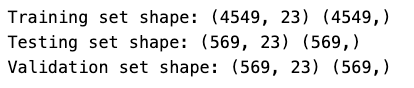 Training set shape: (4549, 23) (4549,)
Testing set shape: (569, 23) (569,)
Validation set shape: (569, 23) (569,)